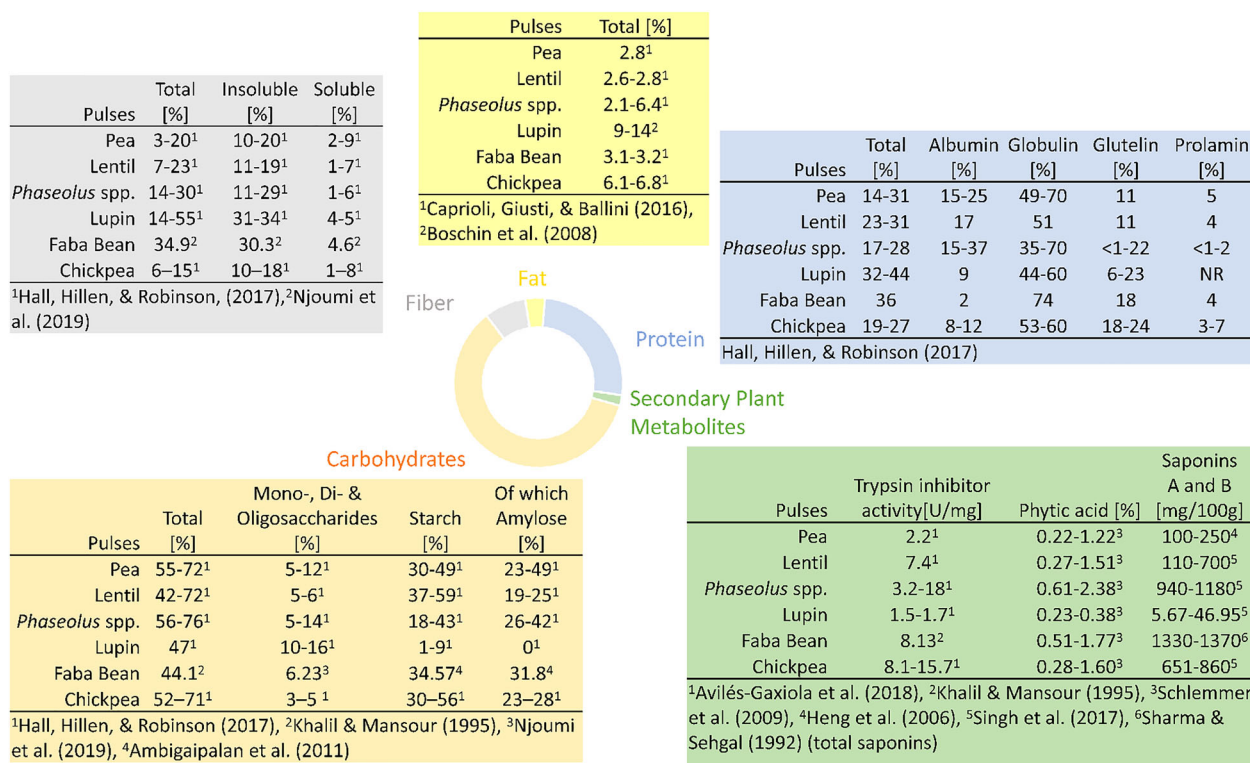 Pulses Total [%]
Pea 2.8¹
Lentil 2.6-2.8¹
Phaseolus spp. 2.1-6.4¹
Lupin 9-14²
Faba Bean 3.1-3.2¹
Chickpea 6.1-6.8¹
¹Caprioli, Giusti, & Ballini (2016),
²Boschin et al. (2008)
Total Insoluble Soluble
Pulses [%] [%] [%]
Pea 3-20¹ 10-20¹ 2-9¹
Lentil 7-23¹ 11-19¹ 1-7¹
Phaseolus spp. 14-30¹ 11-29¹ 1-6¹
Lupin 14-55¹ 31-34¹ 4-5¹
Faba Bean 34.9² 30.3² 4.6²
Chickpea 6–15¹ 10–18¹ 1–8¹
¹Hall, Hillen, & Robinson, (2017),²Njoumi et
al. (2019)
Total Albumin Globulin Glutelin Prolamin
Pulses [%] [%] [%] [%] [%]
Pea 14-31 15-25 49-70 11 5
Lentil 23-31 17 51 11 4
Phaseolus spp. 17-28 15-37 35-70 <1-22 <1-2
Lupin 32-44 9 44-60 6-23 NR
Faba Bean 36 2 74 18 4
Chickpea 19-27 8-12 53-60 18-24 3-7
Hall, Hillen, & Robinson (2017)
Fat
Fiber
Protein
Secondary Plant
Metabolites
Carbohydrates
Mono-, Di- & Of which
Total Oligosaccharides Starch Amylose
Pulses [%] [%] [%] [%]
Pea 55-72¹ 5-12¹ 30-49¹ 23-49¹
Lentil 42-72¹ 5-6¹ 37-59¹ 19-25¹
Phaseolus spp. 56-76¹ 5-14¹ 18-43¹ 26-42¹
Lupin 47¹ 10-16¹ 1-9¹ 0¹
Faba Bean 44.1² 6.23³ 34.57⁴ 31.8⁴
Chickpea 52–71¹ 3–5 ¹ 30–56¹ 23–28¹
¹Hall, Hillen, & Robinson (2017), ²Khalil & Mansour (1995), ³Njoumi
et al. (2019), ⁴Ambigaipalan et al. (2011)
Saponins
Trypsin inhibitor A and B
Pulses activity[U/mg] Phytic acid [%] [mg/100g]
Pea 2.2¹ 0.22-1.22³ 100-250⁴
Lentil 7.4¹ 0.27-1.51³ 110-700⁵
Phaseolus spp. 3.2-18¹ 0.61-2.38³ 940-1180⁵
Lupin 1.5-1.7¹ 0.23-0.38³ 5.67-46.95⁵
Faba Bean 8.13² 0.51-1.77³ 1330-1370⁶
Chickpea 8.1-15.7¹ 0.28-1.60³ 651-860⁵
¹Avilés-Gaxiola et al. (2018), ²Khalil & Mansour (1995), ³Schlemmer
et al. (2009), ⁴Heng et al. (2006), ⁵Singh et al. (2017), ⁶Sharma &
Sehgal (1992) (total saponins)